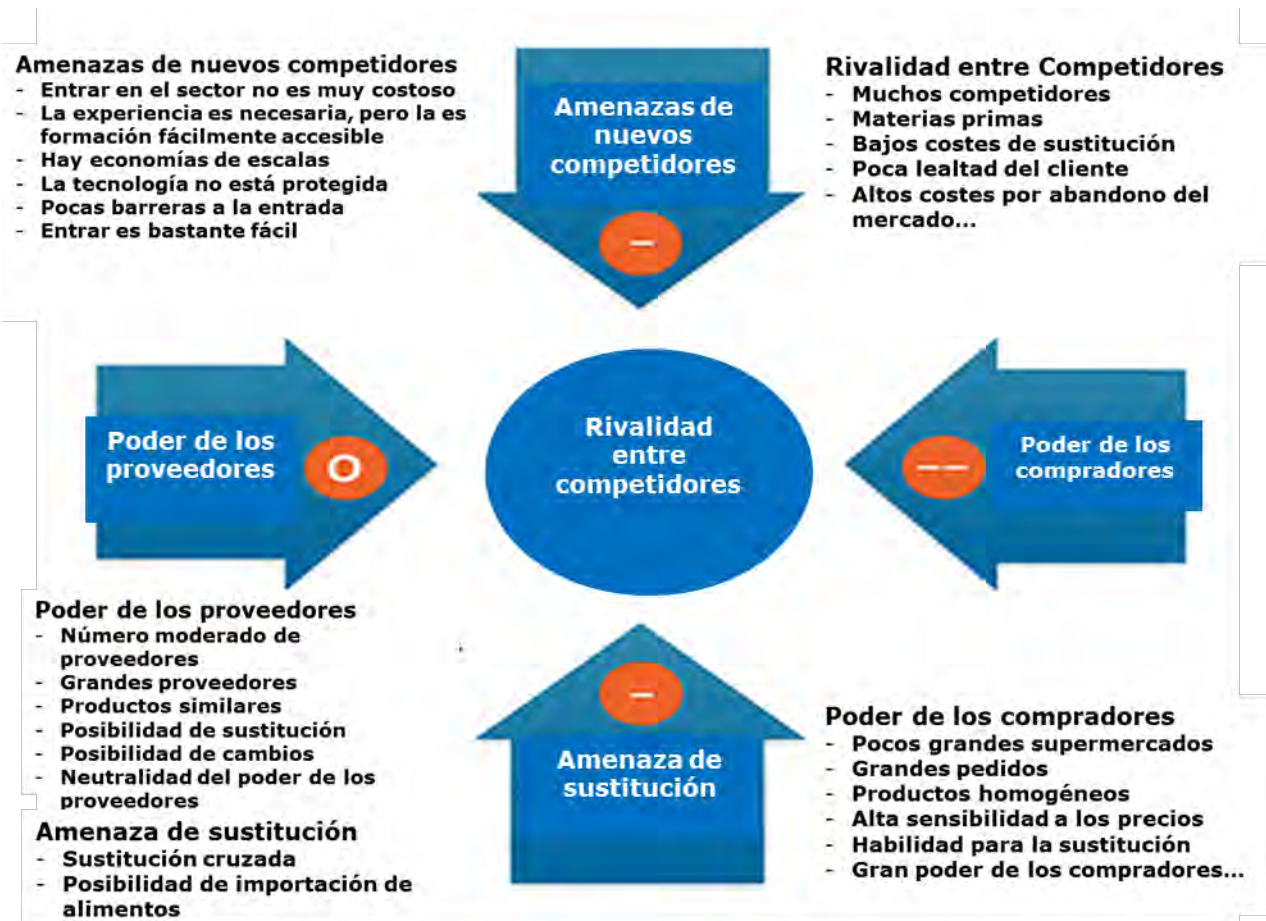 Amenazas de nuevos competidores
- Entrar en el sector no es muy costoso
- La experiencia es necesaria, pero la es
formación fácilmente accesible
- Hay economías de escalas
- La tecnología no está protegida
- Pocas barreras a la entrada
- Entrar es bastante fácil
Amenazas de
nuevos
competidores
−
Rivalidad entre Competidores
- Muchos competidores
- Materias primas
- Bajos costes de sustitución
- Poca lealtad del cliente
- Altos costes por abandono del
mercado...
Poder de los
proveedores
O
Rivalidad
entre
competidores
−−
Poder de los
compradores
Poder de los proveedores
- Número moderado de
proveedores
- Grandes proveedores
- Productos similares
- Posibilidad de sustitución
- Posibilidad de cambios
- Neutralidad del poder de los
proveedores
Amenaza de sustitución
- Sustitución cruzada
- Posibilidad de importación de
alimentos
−
Amenaza de
sustitución
Poder de los compradores
- Pocos grandes supermercados
- Grandes pedidos
- Productos homogéneos
- Alta sensibilidad a los precios
- Habilidad para la sustitución
- Gran poder de los compradores...